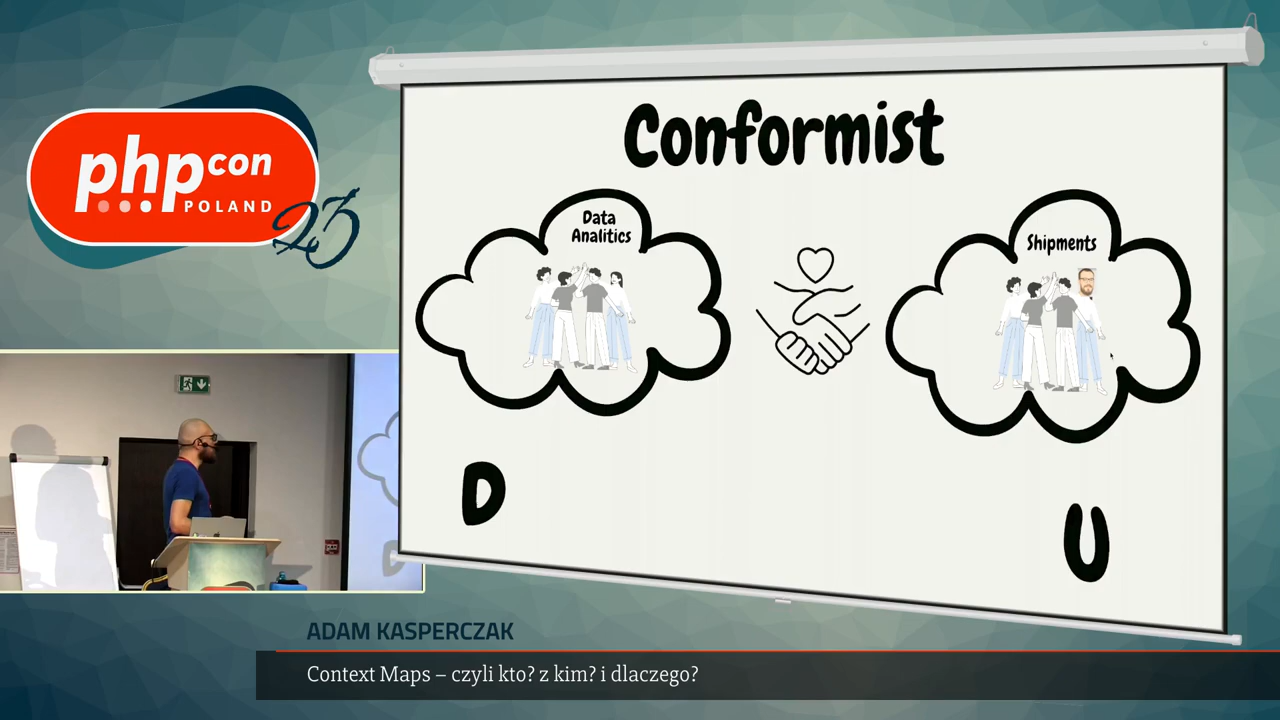 php con
POLAND
23
Conformist
Data
Analitics
Shipments
D
U
ADAM KASPERCZAK
Context Maps – czyli kto? z kim? i dlaczego?